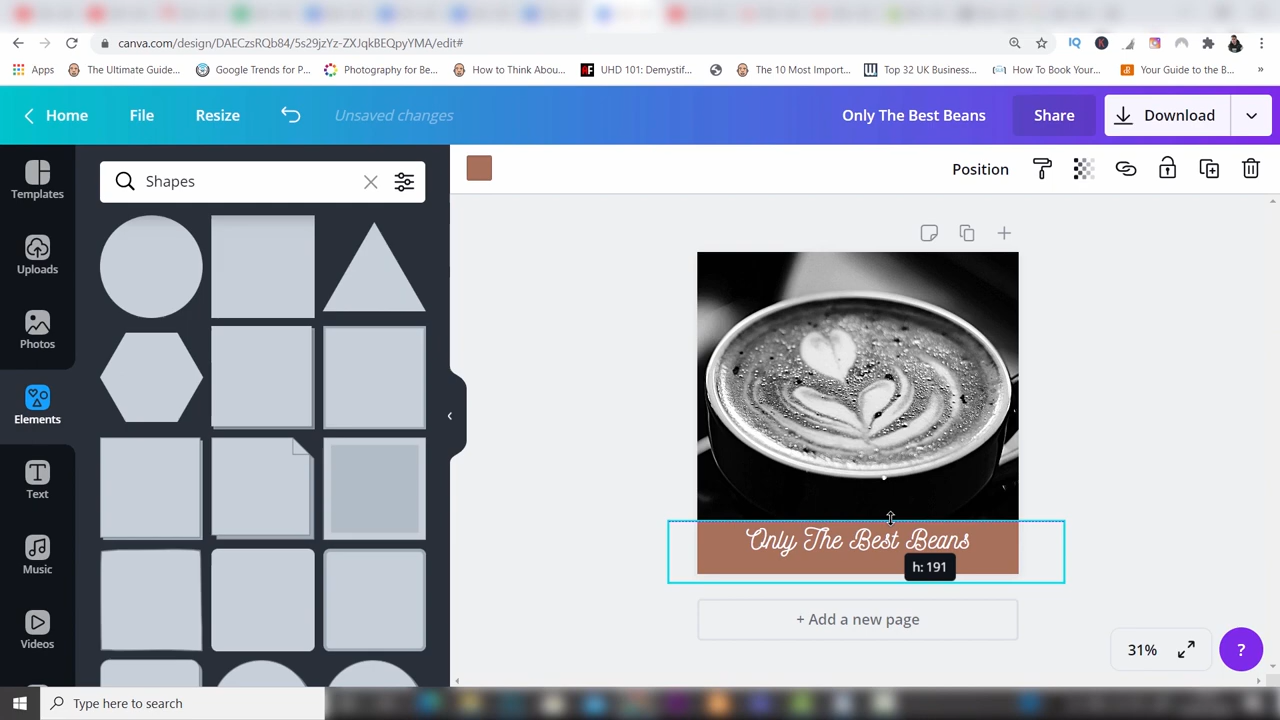 canva.com/design/DAECzsRQb84/5s29jzYz-ZXJqkBEQpyYMA/edit#
Apps
The Ultimate Guide...
Google Trends for P...
Photography for Be...
How to Think Abou...
UHD 101: Demystif...
The 10 Most Import...
Top 32 UK Business...
How To Book Your...
Your Guide to the B...
»
Home
File
Resize
Unsaved changes
Only The Best Beans
Share
Download
Templates
Uploads
Photos
Elements
Text
Music
Videos
Shapes
Position
Only The Best Beans
h: 191
+ Add a new page
31%
?
Type here to search